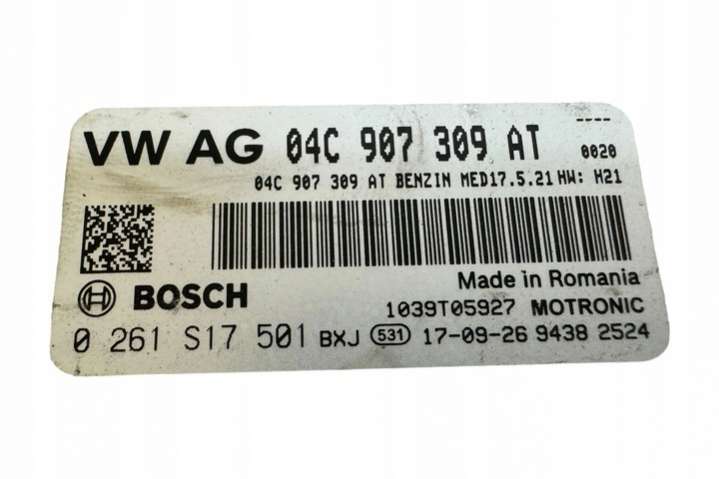 ----
VW AG 04C 907 309 AT 0020
04C 907 309 AT BENZIN MED17.5.21 HW: H21
Made in Romania
BOSCH 1039T05927 MOTRONIC
0 261 S17 501 BXJ 531 17-09-26 9438 2524